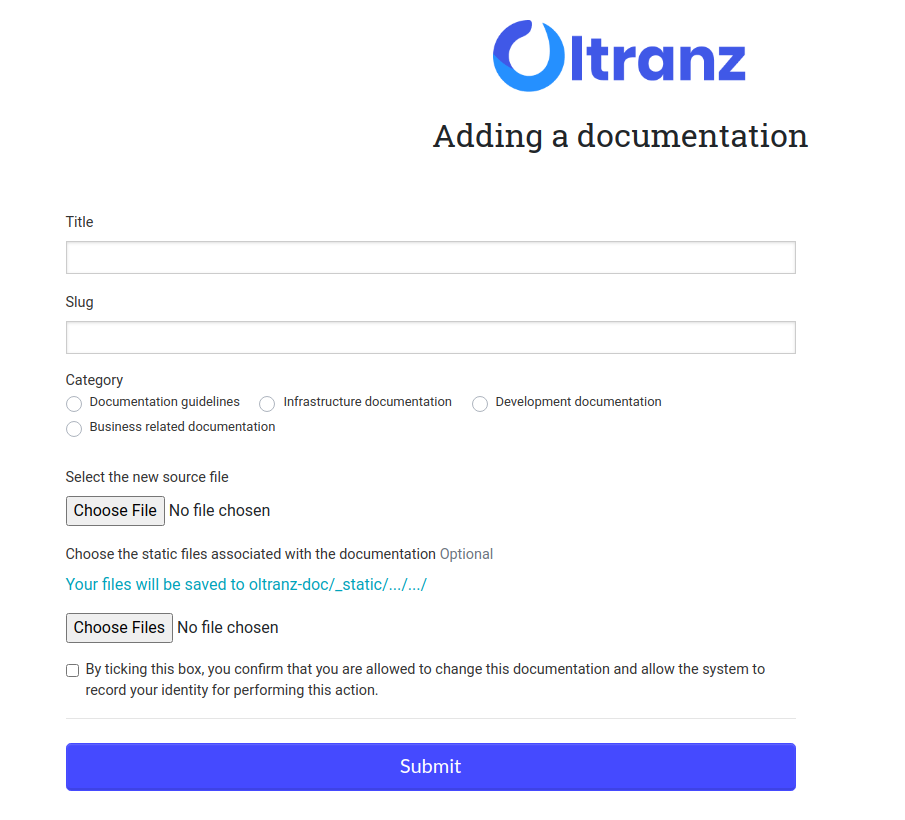 Oltranz
Adding a documentation
Title
Slug
Category
Documentation guidelines Infrastructure documentation Development documentation
Business related documentation
Select the new source file
Choose File No file chosen
Choose the static files associated with the documentation Optional
Your files will be saved to oltranz-doc/_static/.../.../
Choose Files No file chosen
By ticking this box, you confirm that you are allowed to change this documentation and allow the system to
record your identity for performing this action.
Submit